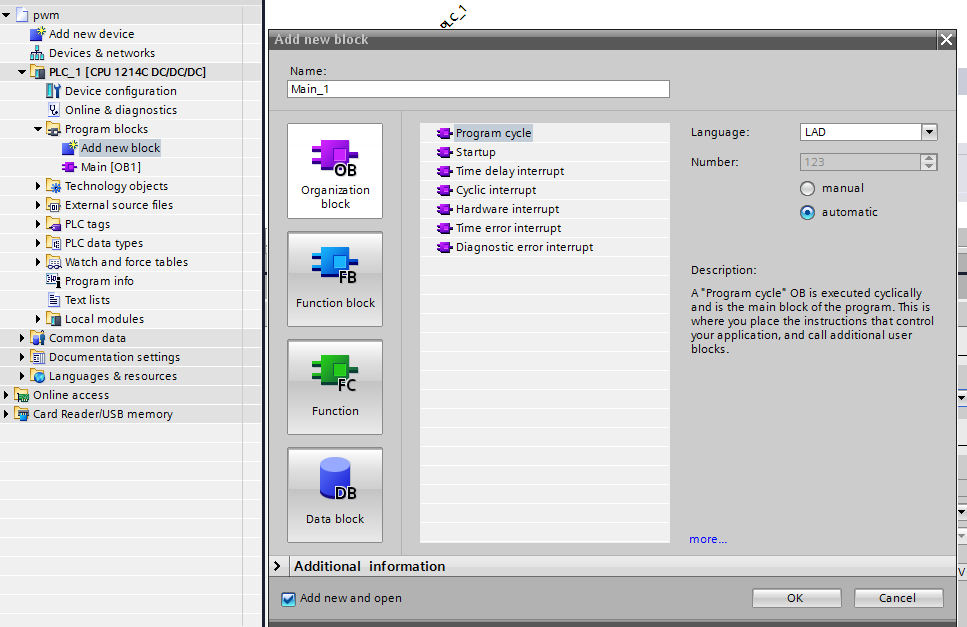 pwm
Add new device
Devices & networks
PLC_1 [CPU 1214C DC/DC/DC]
Device configuration
Online & diagnostics
Program blocks
Add new block
Main [OB1]
Technology objects
External source files
PLC tags
PLC data types
Watch and force tables
Program info
Text lists
Local modules
Common data
Documentation settings
Languages & resources
Online access
Card Reader/USB memory
PLC_1
Add new block
Name:
Main_1
OB
Organization
block
FB
Function block
FC
Function
DB
Data block
Program cycle
Startup
Time delay interrupt
Cyclic interrupt
Hardware interrupt
Time error interrupt
Diagnostic error interrupt
Language:
LAD
Number:
123
manual
automatic
Description:
A "Program cycle" OB is executed cyclically
and is the main block of the program. This is
where you place the instructions that control
your application, and call additional user
blocks.
more...
Additional information
Add new and open
OK
Cancel
V